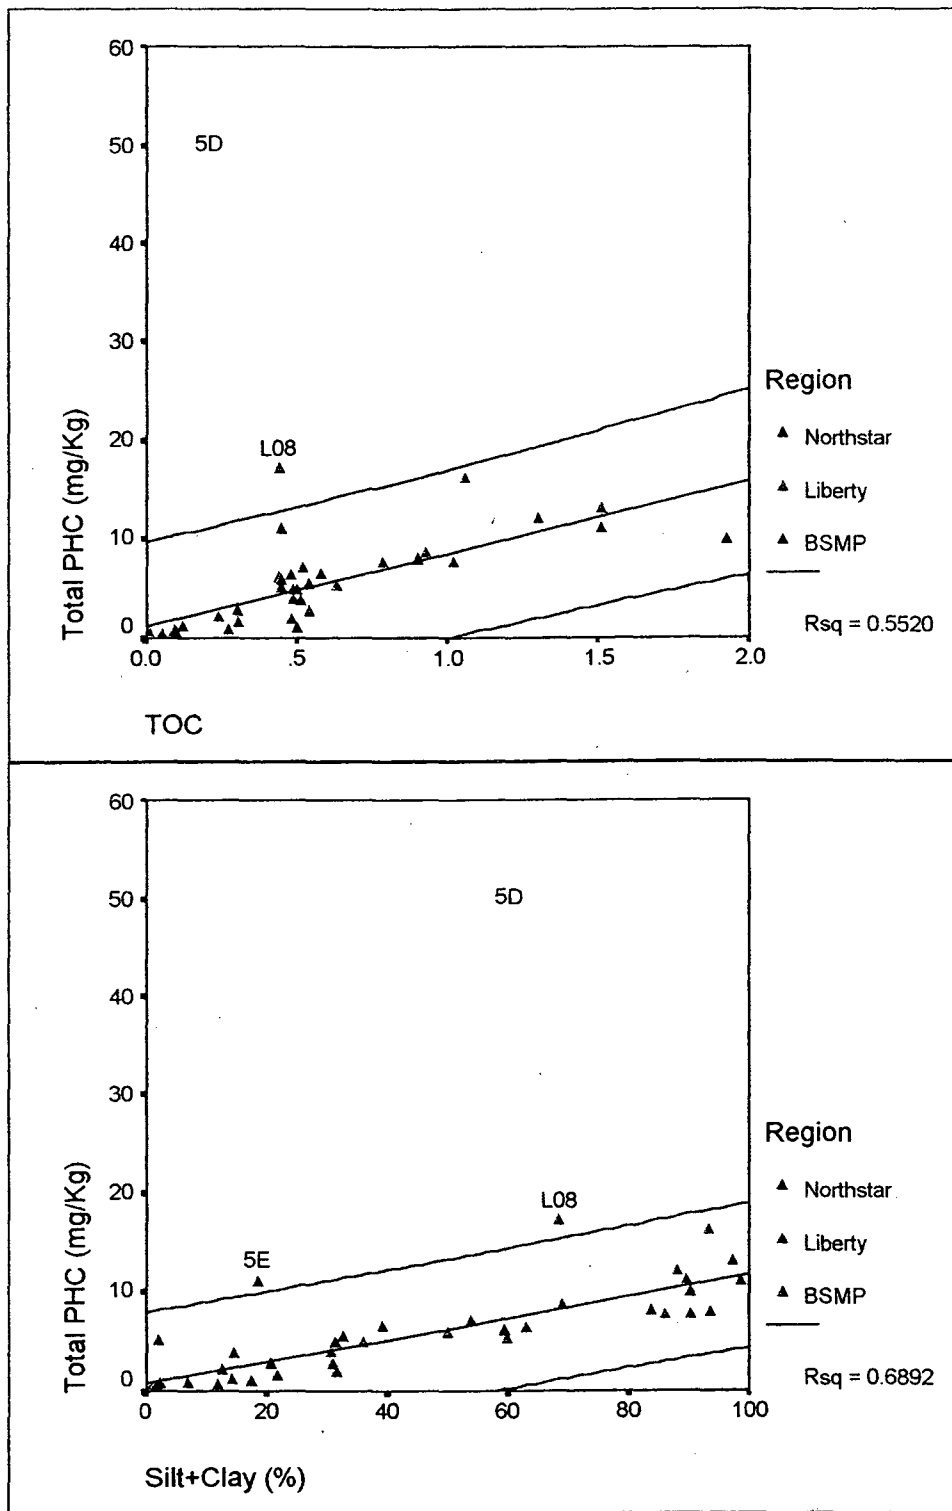 60
50
40
30
20
10
0
Total PHC (mg/Kg)
5D
L08
0.0 .5 1.0 1.5 2.0
TOC
Region
Northstar
Liberty
BSMP
Rsq = 0.5520
60
50
40
30
20
10
0
Total PHC (mg/Kg)
5D
L08
5E
0 20 40 60 80 100
Silt+Clay (%)
Region
Northstar
Liberty
BSMP
Rsq = 0.6892